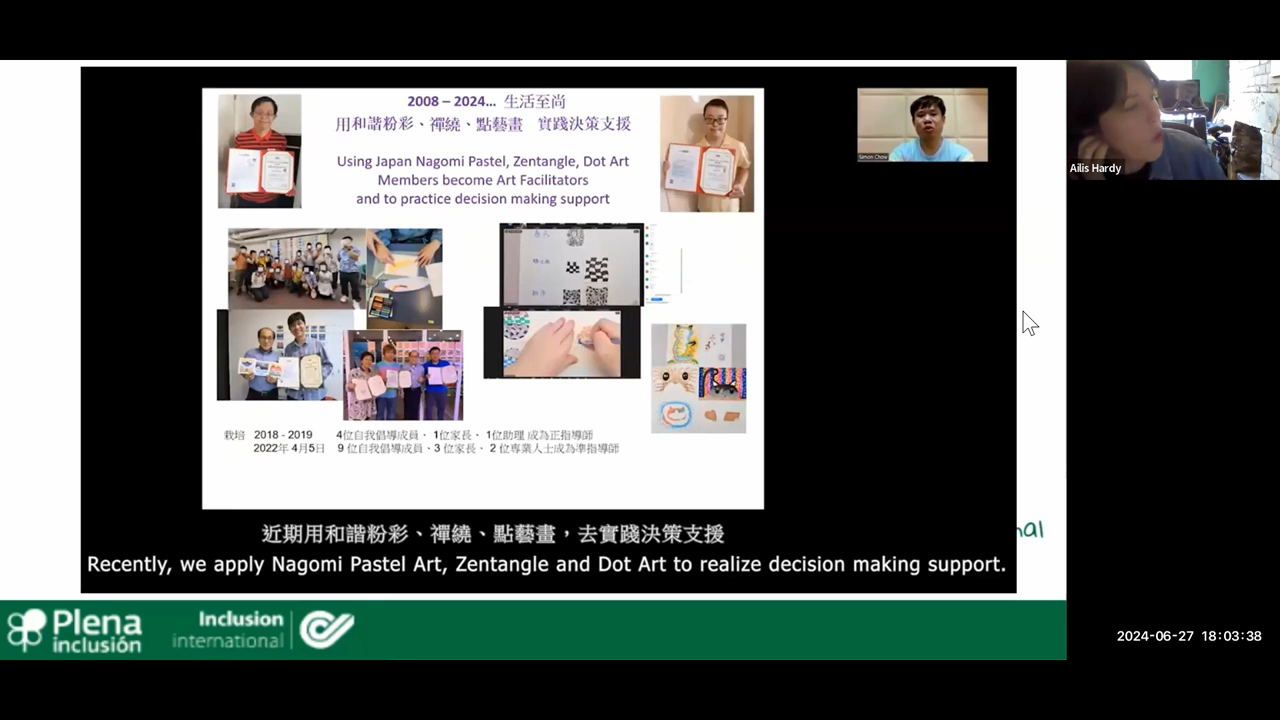 2008 – 2024... 生活至尚
用和諧粉彩、禪繞、點藝畫 實踐決策支援
Using Japan Nagomi Pastel, Zentangle, Dot Art
Members become Art Facilitators
and to practice decision making support
Simon Chow
Ailis Hardy
栽培 2018 - 2019 4位自我倡導成員、 1位家長、 1位助理 成為正指導師
2022年 4月5日 9 位自我倡導成員、3 位家長、 2 位專業人士成為準指導師
近期用和諧粉彩、禪繞、點藝畫，去實踐決策支援
Recently, we apply Nagomi Pastel Art, Zentangle and Dot Art to realize decision making support.
nal
Plena
inclusión
Inclusion
international
2024-06-27 18:03:38